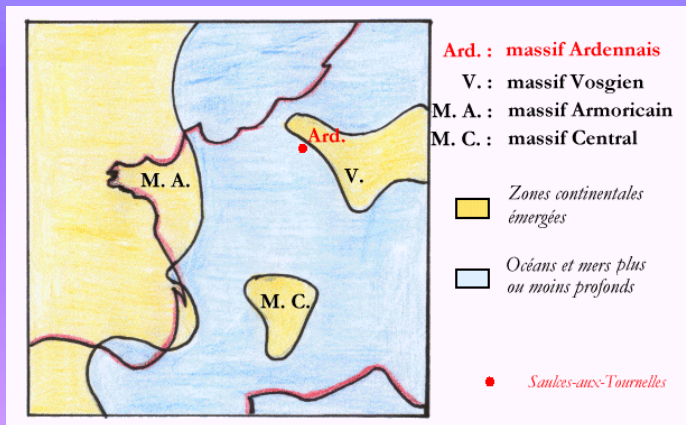 Ard. : massif Ardennais
V. : massif Vosgien
M. A. : massif Armoricain
M. C. : massif Central
Ard.
V.
M. A.
M. C.
Zones continentales
émergées
Océans et mers plus
ou moins profonds
Saulces-aux-Tournelles